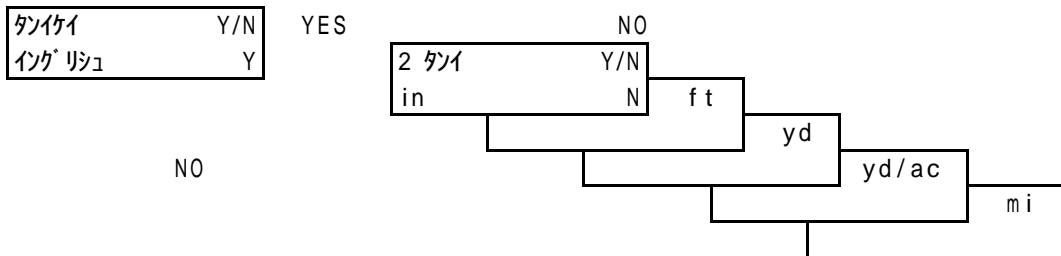 ﾀﾝｲｹｲ Y/N YES NO
ｲﾝｸﾞﾘｼｭ Y
2 ﾀﾝｲ Y/N
in N ft
yd
NO yd/ac
mi